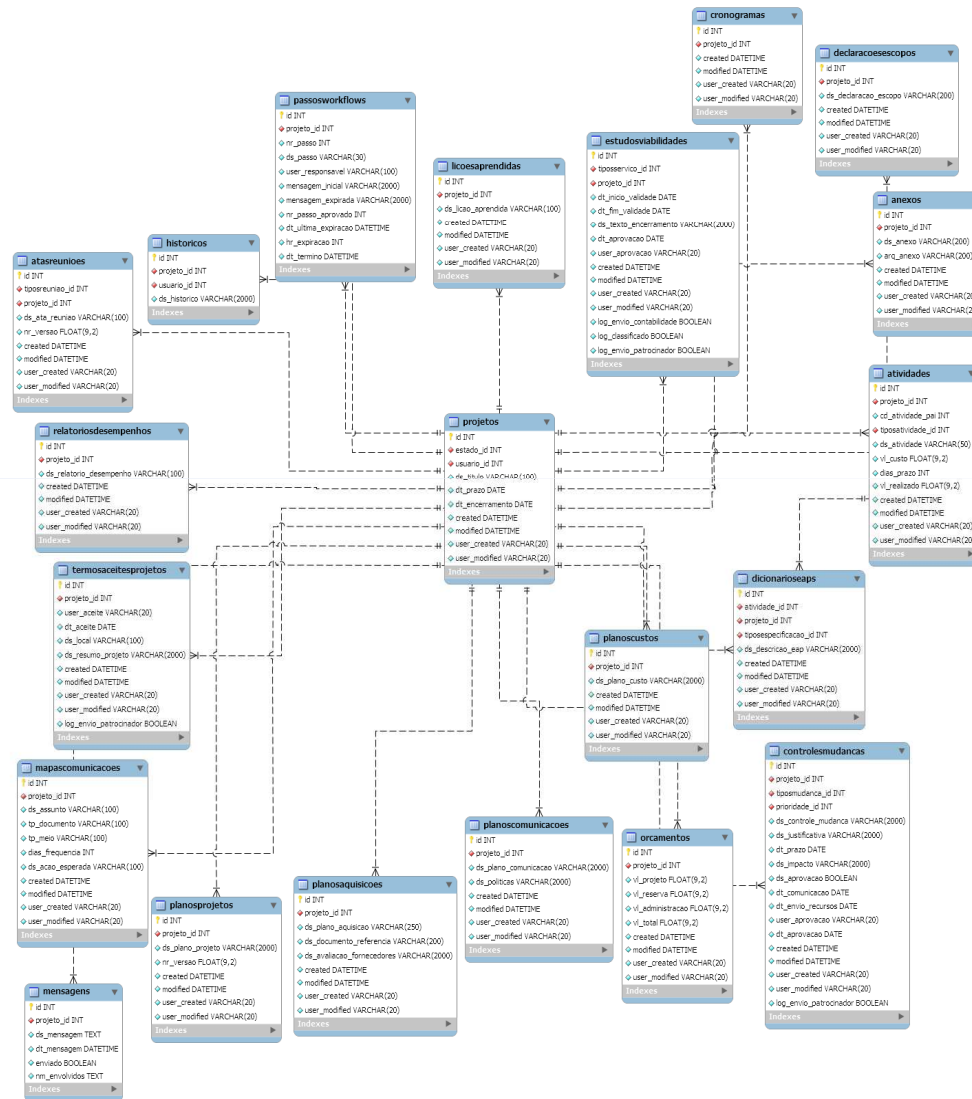 cronogramas
id INT
projeto_id INT
created DATETIME
modified DATETIME
user_created VARCHAR(20)
user_modified VARCHAR(20)
Indexes
declaracoesescopos
id INT
projeto_id INT
ds_declaracao_escopo VARCHAR(200)
created DATETIME
modified DATETIME
user_created VARCHAR(20)
user_modified VARCHAR(20)
Indexes
passosworkflows
id INT
projeto_id INT
nr_passo INT
ds_passo VARCHAR(30)
user_responsavel VARCHAR(100)
mensagem_inicial VARCHAR(2000)
mensagem_expirada VARCHAR(2000)
nr_passo_aprovado INT
dt_ultima_expiracao DATETIME
hr_expiracao INT
dt_termino DATETIME
Indexes
estudosviabilidades
id INT
tiposservico_id INT
projeto_id INT
dt_inicio_validade DATE
dt_fim_validade DATE
ds_texto_encerramento VARCHAR(2000)
dt_aprovacao DATE
user_aprovacao VARCHAR(20)
created DATETIME
modified DATETIME
user_created VARCHAR(20)
user_modified VARCHAR(20)
log_envio_contabilidade BOOLEAN
log_classificado BOOLEAN
log_envio_patrocinador BOOLEAN
Indexes
licoesaprendidas
id INT
projeto_id INT
ds_licao_aprendida VARCHAR(100)
created DATETIME
modified DATETIME
user_created VARCHAR(20)
user_modified VARCHAR(20)
Indexes
anexos
id INT
projeto_id INT
ds_anexo VARCHAR(200)
arq_anexo VARCHAR(200)
created DATETIME
modified DATETIME
user_created VARCHAR(20
user_modified VARCHAR(2
Indexes
historicos
id INT
projeto_id INT
usuario_id INT
ds_historico VARCHAR(2000)
Indexes
atasreunioes
id INT
tiposreuniao_id INT
projeto_id INT
ds_ata_reuniao VARCHAR(100)
nr_versao FLOAT(9,2)
created DATETIME
modified DATETIME
user_created VARCHAR(20)
user_modified VARCHAR(20)
Indexes
atividades
id INT
projeto_id INT
cd_atividade_pai INT
tiposatividade_id INT
ds_atividade VARCHAR(50)
vl_custo FLOAT(9,2)
dias_prazo INT
vl_realizado FLOAT(9,2)
created DATETIME
modified DATETIME
user_created VARCHAR(20)
user_modified VARCHAR(20
Indexes
projetos
id INT
estado_id INT
usuario_id INT
ds_titulo VARCHAR(100)
dt_prazo DATE
dt_encerramento DATE
created DATETIME
modified DATETIME
user_created VARCHAR(20)
user_modified VARCHAR(20)
Indexes
relatoriosdesempenhos
id INT
projeto_id INT
ds_relatorio_desempenho VARCHAR(100)
created DATETIME
modified DATETIME
user_created VARCHAR(20)
user_modified VARCHAR(20)
Indexes
termosaceitesprojetos
id INT
projeto_id INT
user_aceite VARCHAR(20)
dt_aceite DATE
ds_local VARCHAR(100)
ds_resumo_projeto VARCHAR(2000)
created DATETIME
modified DATETIME
user_created VARCHAR(20)
user_modified VARCHAR(20)
log_envio_patrocinador BOOLEAN
Indexes
dicionarioseaps
id INT
atividade_id INT
projeto_id INT
tiposespecificacao_id INT
ds_descricao_eap VARCHAR(2000)
created DATETIME
modified DATETIME
user_created VARCHAR(20)
user_modified VARCHAR(20)
Indexes
planoscustos
id INT
projeto_id INT
ds_plano_custo VARCHAR(2000)
created DATETIME
modified DATETIME
user_created VARCHAR(20)
user_modified VARCHAR(20)
Indexes
controlesmudancas
id INT
projeto_id INT
tiposmudanca_id INT
prioridade_id INT
ds_controle_mudanca VARCHAR(2000)
ds_justificativa VARCHAR(2000)
dt_prazo DATE
ds_impacto VARCHAR(2000)
ds_aprovacao BOOLEAN
dt_comunicacao DATE
dt_envio_recursos DATE
user_aprovacao VARCHAR(20)
dt_aprovacao DATE
created DATETIME
modified DATETIME
user_created VARCHAR(20)
user_modified VARCHAR(20)
log_envio_patrocinador BOOLEAN
Indexes
mapascomunicacoes
id INT
projeto_id INT
ds_assunto VARCHAR(100)
tp_documento VARCHAR(100)
tp_meio VARCHAR(100)
dias_frequencia INT
ds_acao_esperada VARCHAR(100)
created DATETIME
modified DATETIME
user_created VARCHAR(20)
user_modified VARCHAR(20)
Indexes
planoscomunicacoes
id INT
projeto_id INT
ds_plano_comunicacao VARCHAR(2000)
ds_politicas VARCHAR(2000)
created DATETIME
modified DATETIME
user_created VARCHAR(20)
user_modified VARCHAR(20)
Indexes
orcamentos
id INT
projeto_id INT
vl_projeto FLOAT(9,2)
vl_reserva FLOAT(9,2)
vl_administracao FLOAT(9,2)
vl_total FLOAT(9,2)
created DATETIME
modified DATETIME
user_created VARCHAR(20)
user_modified VARCHAR(20)
Indexes
planosaquisicoes
id INT
projeto_id INT
ds_plano_aquisicao VARCHAR(250)
ds_documento_referencia VARCHAR(200)
ds_avaliacao_fornecedores VARCHAR(2000)
created DATETIME
modified DATETIME
user_created VARCHAR(20)
user_modified VARCHAR(20)
Indexes
planosprojetos
id INT
projeto_id INT
ds_plano_projeto VARCHAR(2000)
nr_versao FLOAT(9,2)
created DATETIME
modified DATETIME
user_created VARCHAR(20)
user_modified VARCHAR(20)
Indexes
mensagens
id INT
projeto_id INT
ds_mensagem TEXT
dt_mensagem DATETIME
enviado BOOLEAN
nm_envolvidos TEXT
Indexes